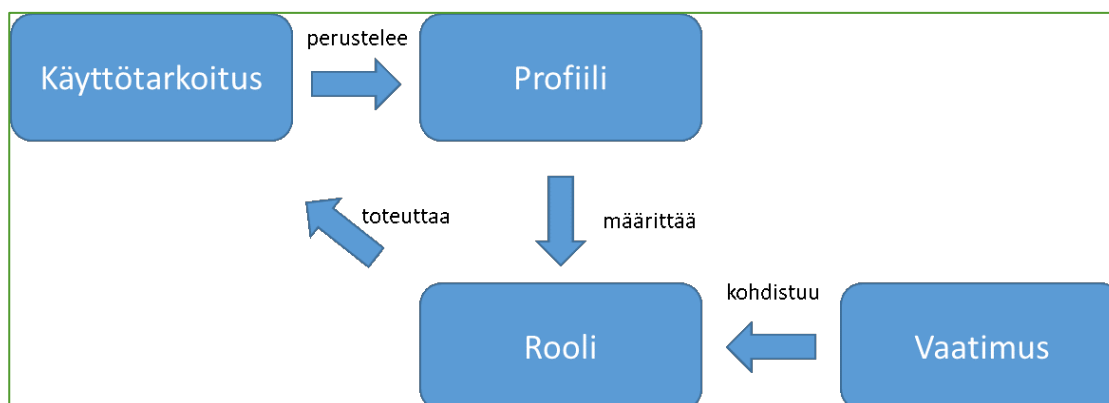 perustelee
Käyttötarkoitus
Profiili
toteuttaa
määrittää
kohdistuu
Rooli
Vaatimus